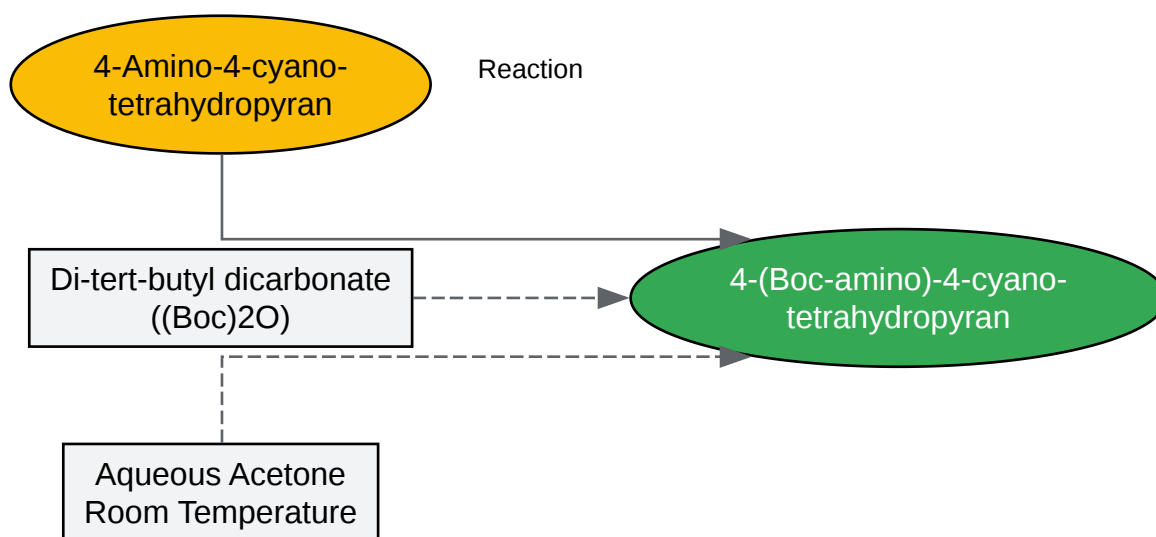 4-Amino-4-cyano-
tetrahydropyran
Reaction
Di-tert-butyl dicarbonate
((Boc)2O)
4-(Boc-amino)-4-cyano-
tetrahydropyran
Aqueous Acetone
Room Temperature